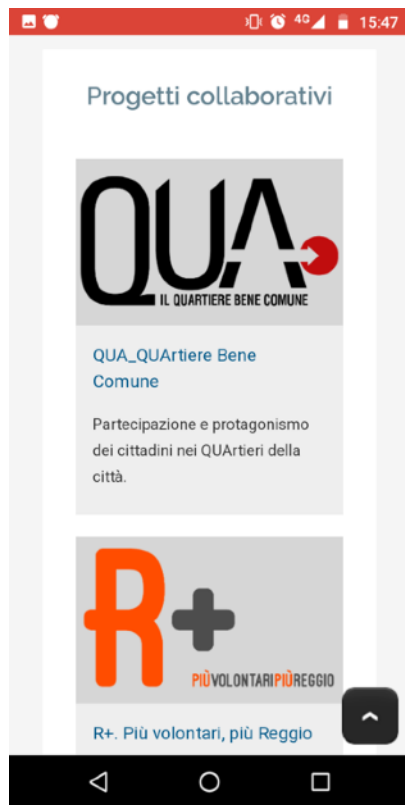 4G 15:47
Progetti collaborativi
QUA
IL QUARTIERE BENE COMUNE
QUA_QUArtiere Bene
Comune
Partecipazione e protagonismo
dei cittadini nei QUArtieri della
città.
R+
PIÙVOLONTARIPIÙREGGIO
R+. Più volontari, più Reggio